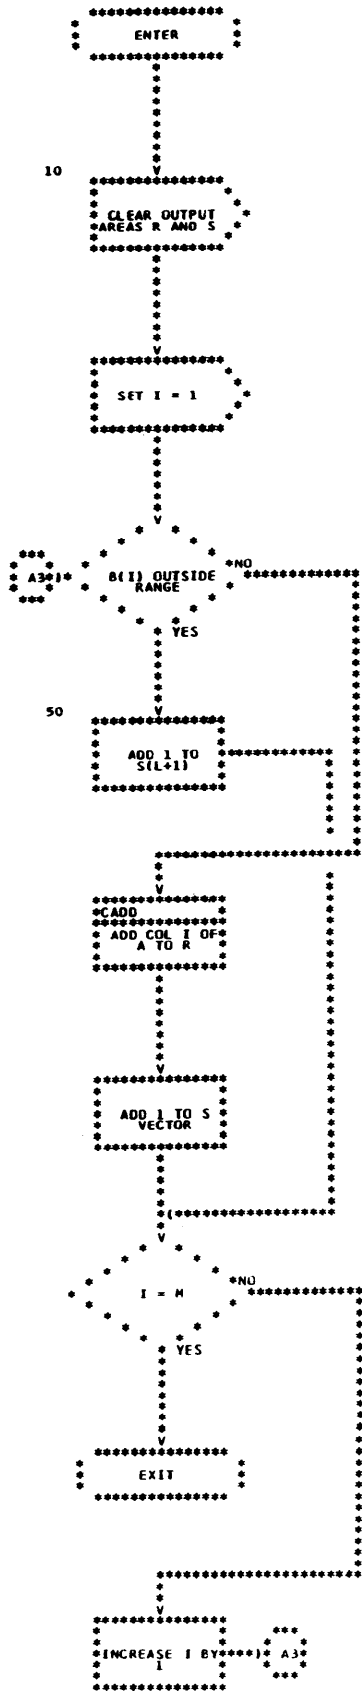 ENTER
10
CLEAR OUTPUT
AREAS R AND S
SET I = 1
A3
B(I) OUTSIDE
RANGE
NO
YES
50
ADD 1 TO
S(L+1)
CADD
ADD COL I OF
A TO R
ADD 1 TO S
VECTOR
I = M
NO
YES
EXIT
INCREASE I BY
1
A3